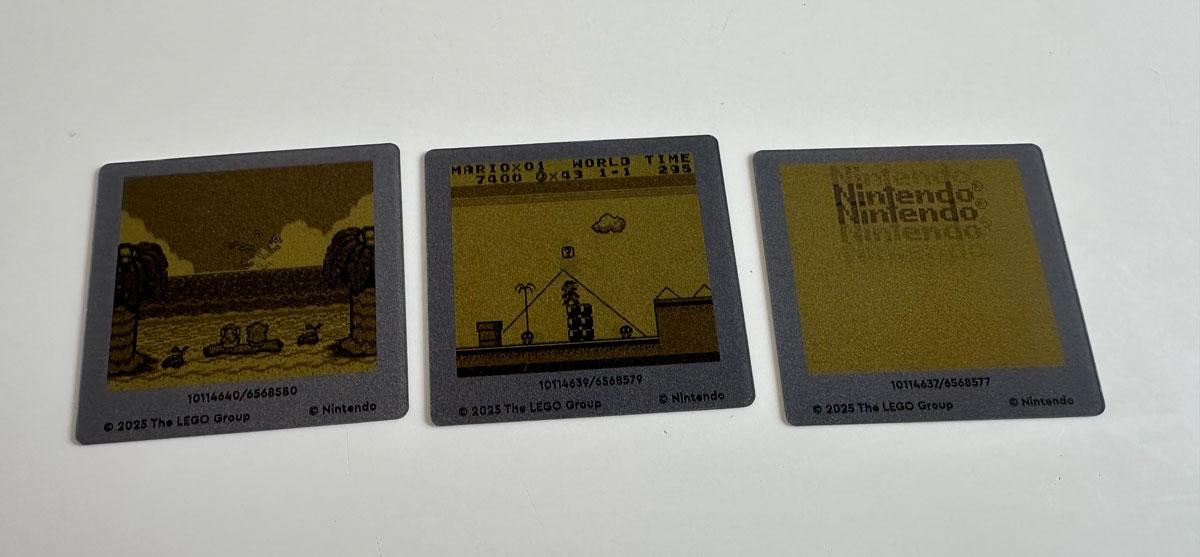 10114640/6568580
© 2025 The LEGO Group © Nintendo
MARIO×01 WORLD TIME
7400 ×43 1-1 295
?
10114639/6568579
© 2025 The LEGO Group © Nintendo
Nintendo
Nintendo®
Nintendo®
Nintendo
10114637/6568577
© 2025 The LEGO Group © Nintendo